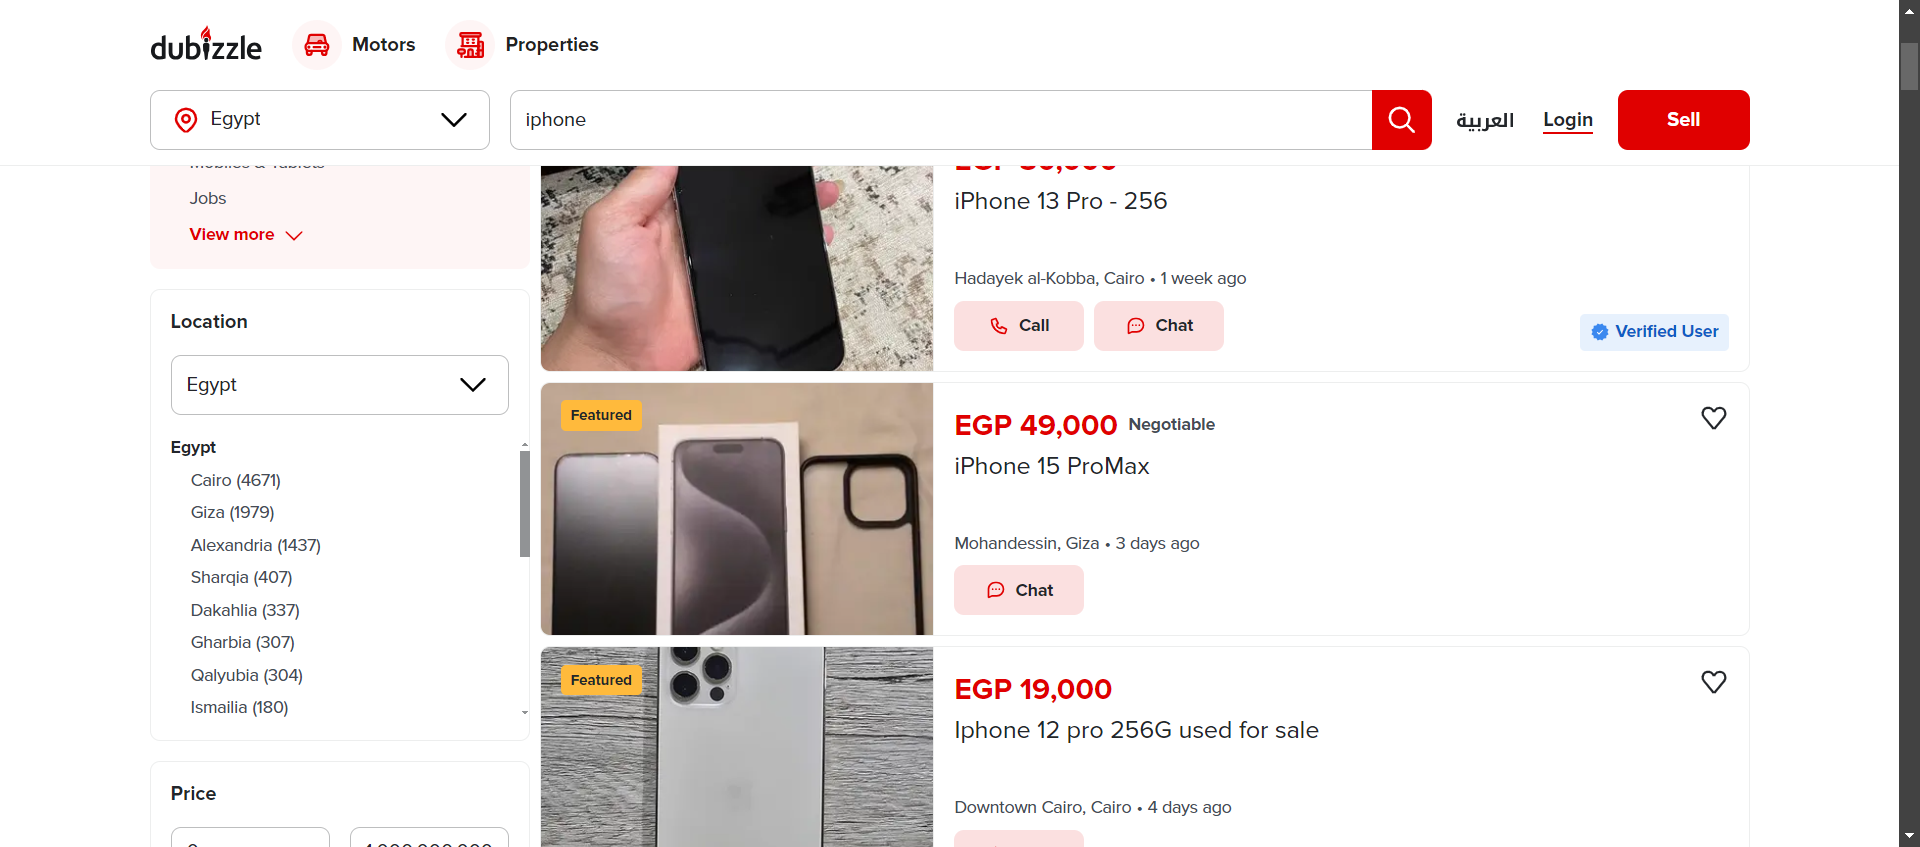 dubizzle
Motors
Properties
Egypt
iphone
العربية
Login
Sell
Mobiles & Tablets
Jobs
View more
Location
Egypt
Egypt
Cairo (4671)
Giza (1979)
Alexandria (1437)
Sharqia (407)
Dakahlia (337)
Gharbia (307)
Qalyubia (304)
Ismailia (180)
Price
iPhone 13 Pro - 256
Hadayek al-Kobba, Cairo • 1 week ago
Call
Chat
Verified User
Featured
EGP 49,000 Negotiable
iPhone 15 ProMax
Mohandessin, Giza • 3 days ago
Chat
Featured
EGP 19,000
Iphone 12 pro 256G used for sale
Downtown Cairo, Cairo • 4 days ago